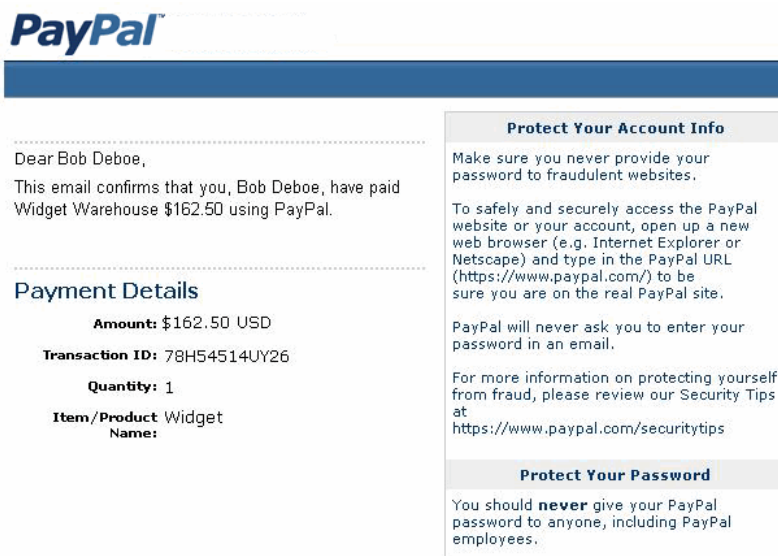 PayPal™
Dear Bob Deboe,
This email confirms that you, Bob Deboe, have paid
Widget Warehouse $162.50 using PayPal.
Payment Details
Amount: $162.50 USD
Transaction ID: 78H54514UY26
Quantity: 1
Item/Product Widget
Name:
Protect Your Account Info
Make sure you never provide your
password to fraudulent websites.
To safely and securely access the PayPal
website or your account, open up a new
web browser (e.g. Internet Explorer or
Netscape) and type in the PayPal URL
(https://www.paypal.com/) to be
sure you are on the real PayPal site.
PayPal will never ask you to enter your
password in an email.
For more information on protecting yourself
from fraud, please review our Security Tips
at
https://www.paypal.com/securitytips
Protect Your Password
You should never give your PayPal
password to anyone, including PayPal
employees.